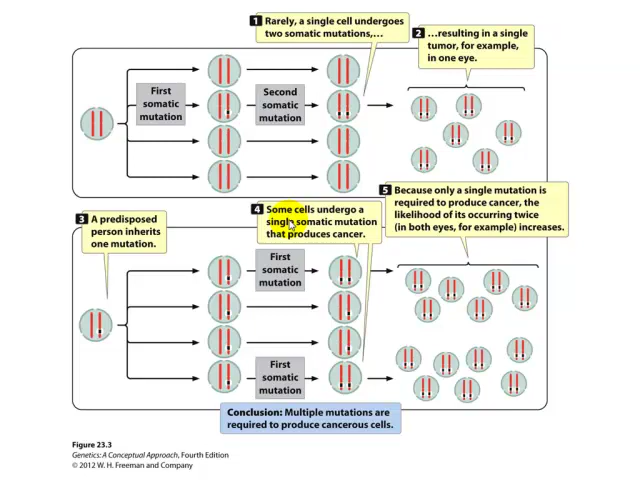 1 Rarely, a single cell undergoes
two somatic mutations,…
2 …resulting in a single
tumor, for example,
in one eye.
First
somatic
mutation
Second
somatic
mutation
3 A predisposed
person inherits
one mutation.
4 Some cells undergo a
single somatic mutation
that produces cancer.
5 Because only a single mutation is
required to produce cancer, the
likelihood of its occurring twice
(in both eyes, for example) increases.
First
somatic
mutation
First
somatic
mutation
Conclusion: Multiple mutations are
required to produce cancerous cells.
Figure 23.3
Genetics: A Conceptual Approach, Fourth Edition
© 2012 W. H. Freeman and Company